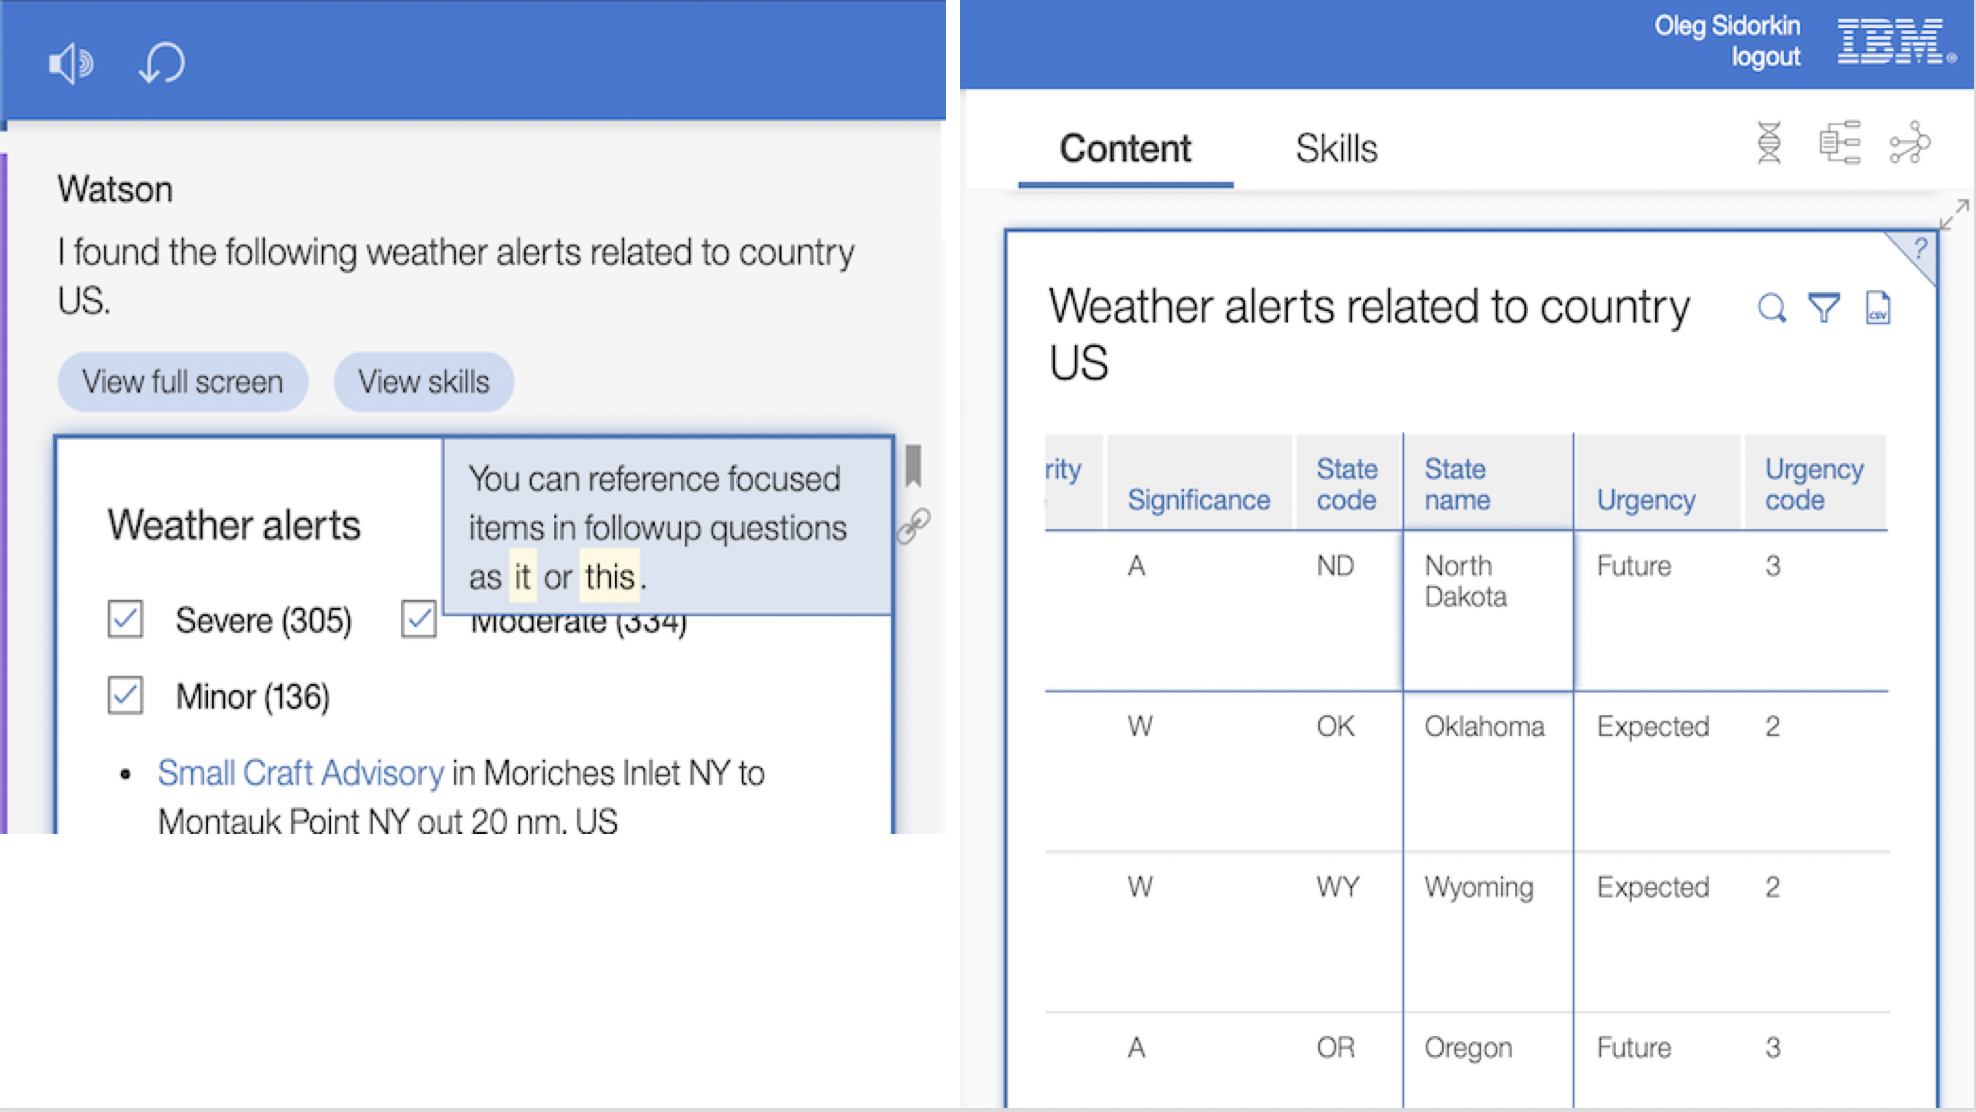 Watson
I found the following weather alerts related to country
US.
View full screen
View skills
You can reference focused
items in followup questions
as it or this.
Weather alerts
Severe (305)
Moderate (334)
Minor (136)
• Small Craft Advisory in Moriches Inlet NY to
Montauk Point NY out 20 nm, US
Oleg Sidorkin
logout
IBM®
Content
Skills
?
Weather alerts related to country
US
CSV
rity
Significance
State
code
State
name
Urgency
Urgency
code
A ND North
Dakota Future 3
W OK Oklahoma Expected 2
W WY Wyoming Expected 2
A OR Oregon Future 3